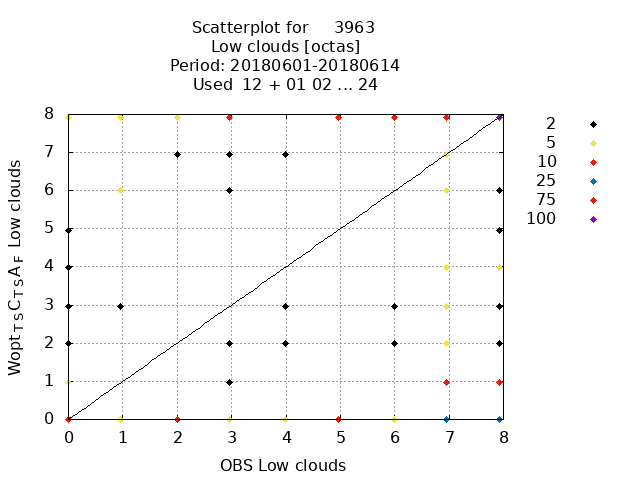 Scatterplot for 3963
Low clouds [octas]
Period: 20180601-20180614
Used 12 + 01 02 ... 24
Wopt T S C T S A F Low clouds
8
7
6
5
4
3
2
1
0
0 1 2 3 4 5 6 7 8
OBS Low clouds
2
5
10
25
75
100